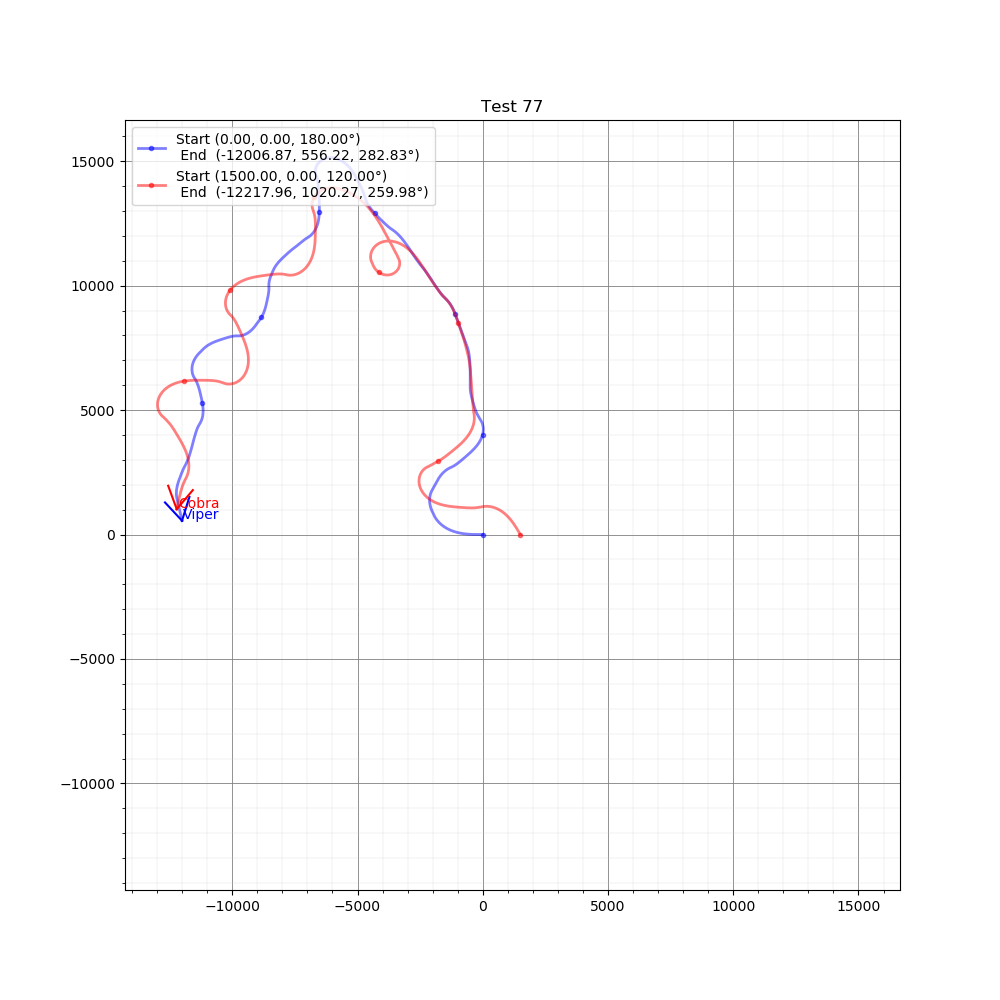 Test 77
Start (0.00, 0.00, 180.00°)
End (-12006.87, 556.22, 282.83°)
Start (1500.00, 0.00, 120.00°)
End (-12217.96, 1020.27, 259.98°)
15000
10000
5000
0
−5000
−10000
Cobra
Viper
−10000
−5000
0
5000
10000
15000